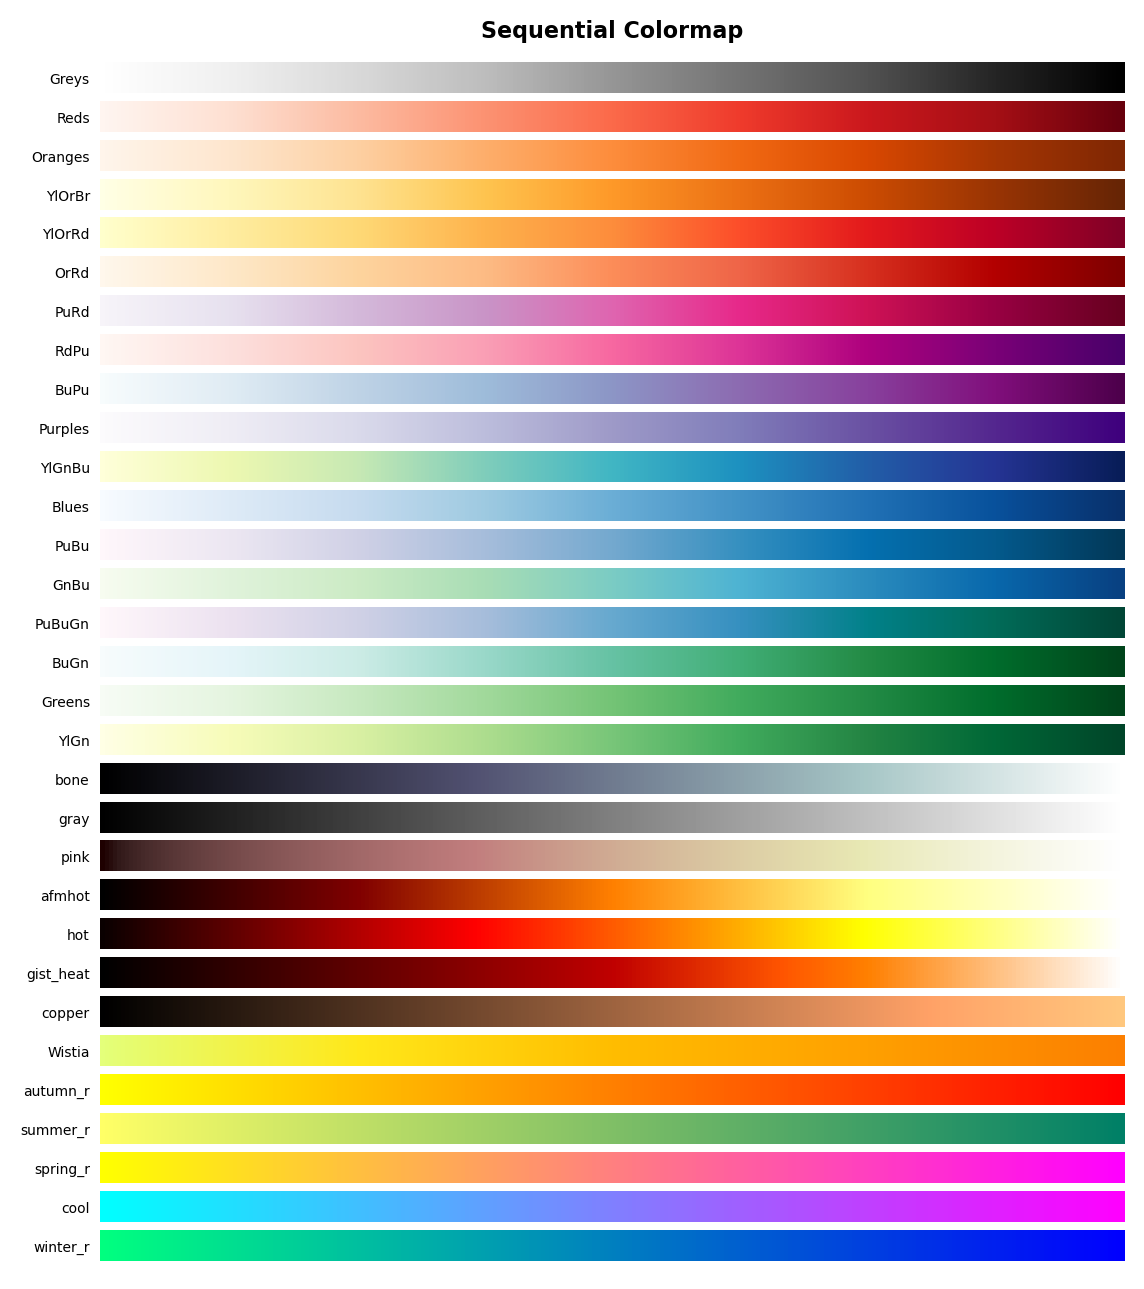 Sequential Colormap
Greys
Reds
Oranges
YlOrBr
YlOrRd
OrRd
PuRd
RdPu
BuPu
Purples
YlGnBu
Blues
PuBu
GnBu
PuBuGn
BuGn
Greens
YlGn
bone
gray
pink
afmhot
hot
gist_heat
copper
Wistia
autumn_r
summer_r
spring_r
cool
winter_r